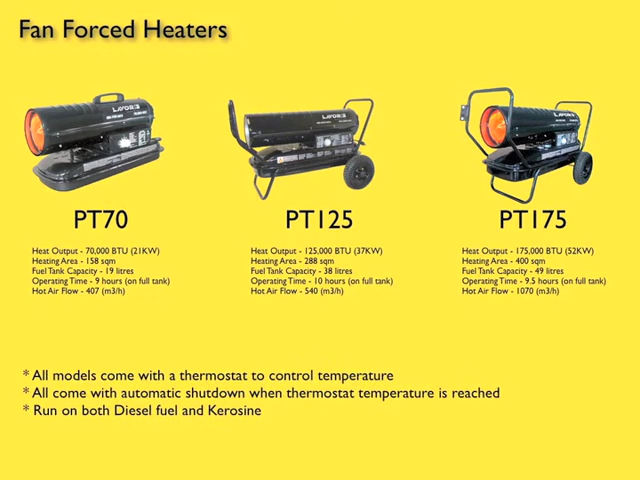 Fan Forced Heaters
LAVOR
LAVOR
LAVOR
PT70
PT125
PT175
Heat Output - 70,000 BTU (21KW)
Heating Area - 158 sqm
Fuel Tank Capacity - 19 litres
Operating Time - 9 hours (on full tank)
Hot Air Flow - 407 (m3/h)
Heat Output - 125,000 BTU (37KW)
Heating Area - 288 sqm
Fuel Tank Capacity - 38 litres
Operating Time - 10 hours (on full tank)
Hot Air Flow - 540 (m3/h)
Heat Output - 175,000 BTU (52KW)
Heating Area - 400 sqm
Fuel Tank Capacity - 49 litres
Operating Time - 9.5 hours (on full tank)
Hot Air Flow - 1070 (m3/h)
* All models come with a thermostat to control temperature
* All come with automatic shutdown when thermostat temperature is reached
* Run on both Diesel fuel and Kerosine